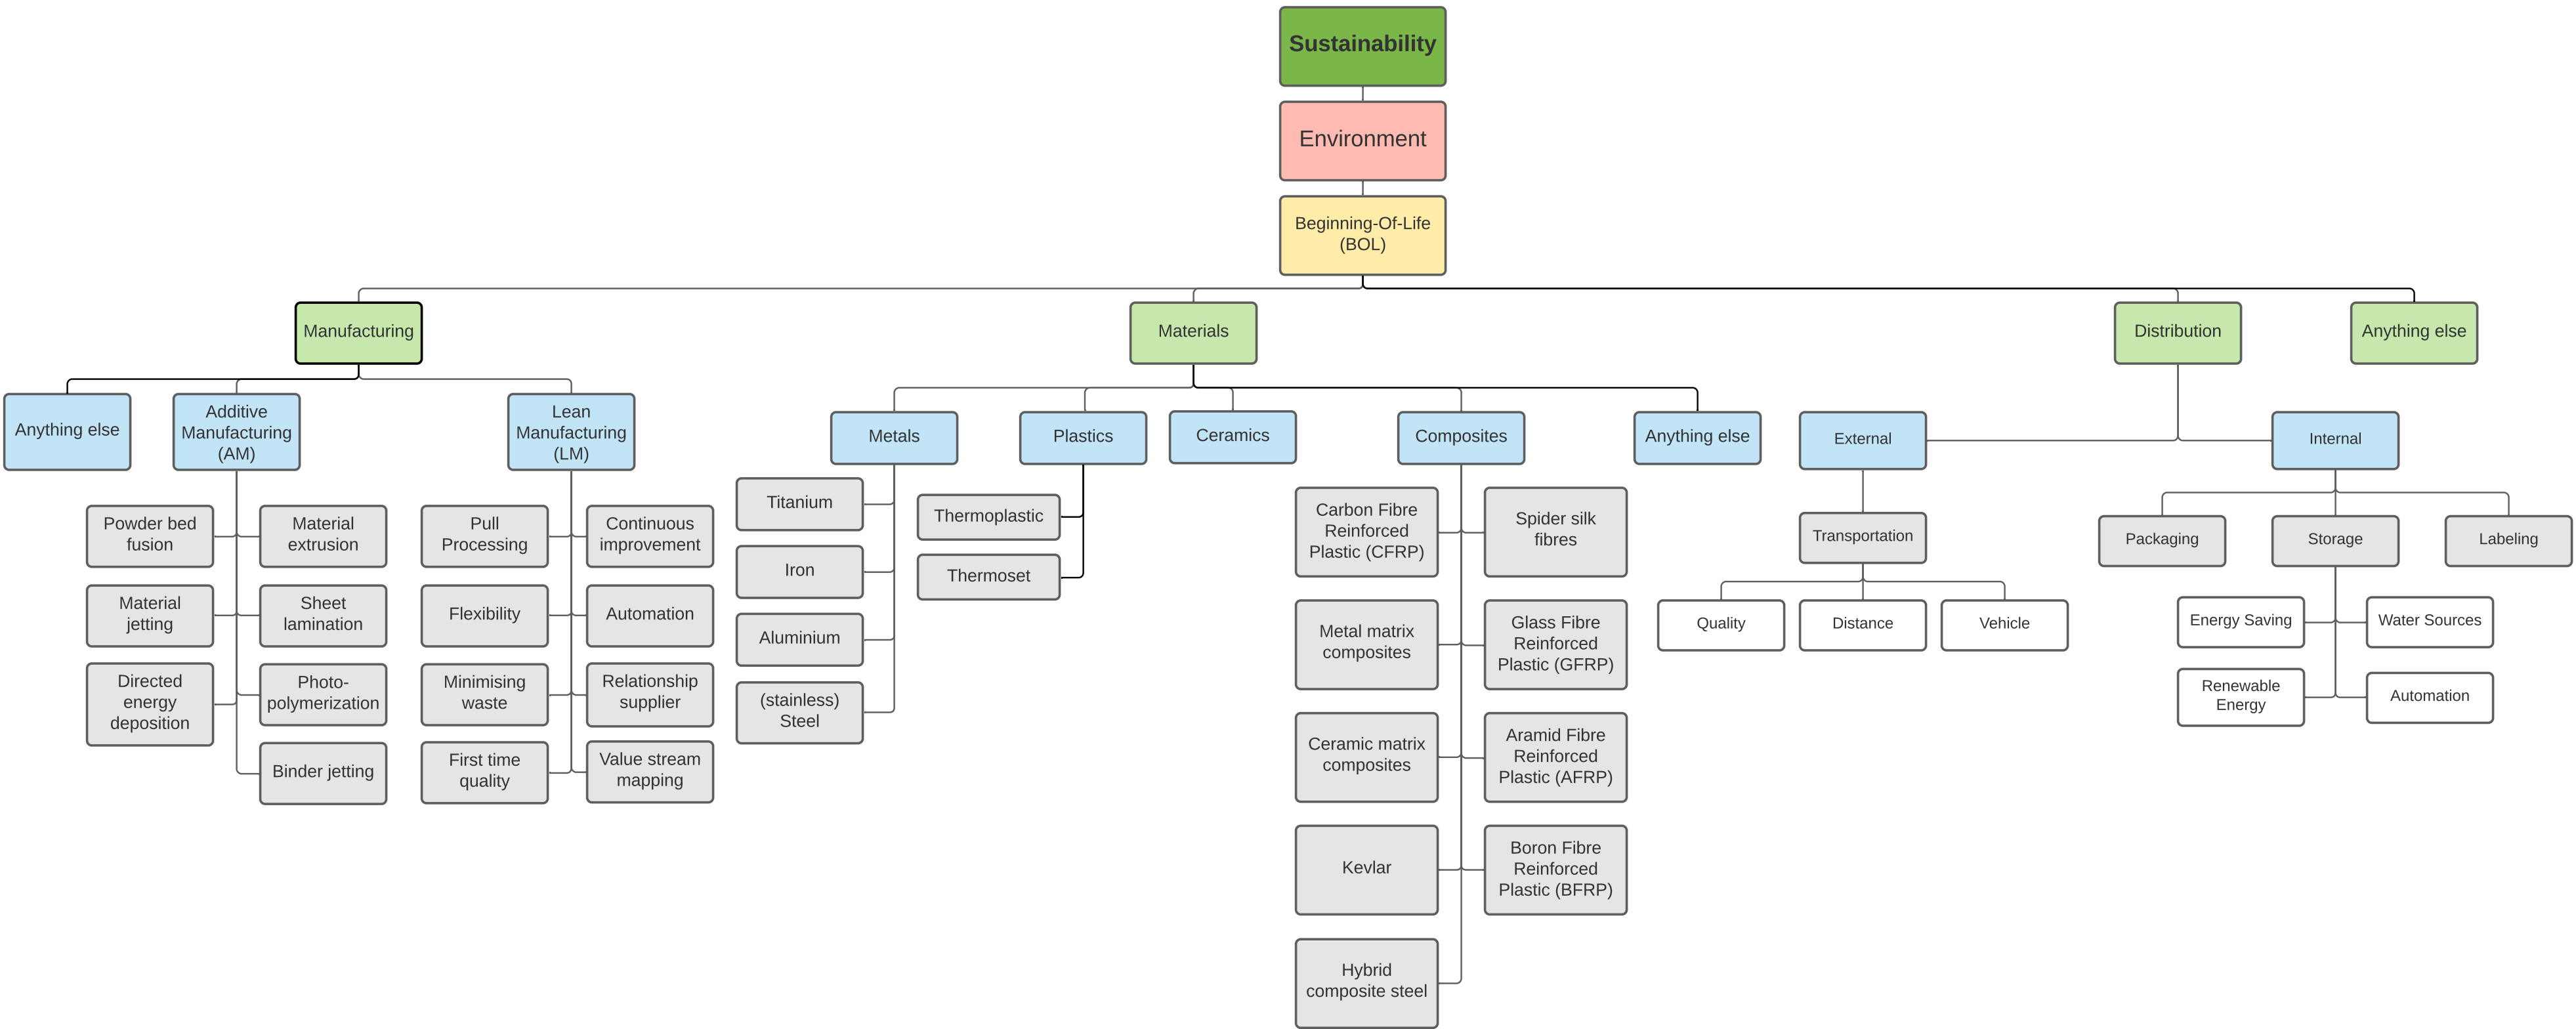 Sustainability
Environment
Beginning-Of-Life
(BOL)
Manufacturing
Materials
Distribution
Anything else
Anything else
Additive
Manufacturing
(AM)
Lean
Manufacturing
(LM)
Metals
Plastics
Ceramics
Composites
Anything else
External
Internal
Powder bed
fusion
Material
extrusion
Material
jetting
Sheet
lamination
Directed
energy
deposition
Photo-
polymerization
Binder jetting
Pull
Processing
Continuous
improvement
Flexibility
Automation
Minimising
waste
Relationship
supplier
First time
quality
Value stream
mapping
Titanium
Iron
Aluminium
(stainless)
Steel
Thermoplastic
Thermoset
Carbon Fibre
Reinforced
Plastic (CFRP)
Spider silk
fibres
Metal matrix
composites
Glass Fibre
Reinforced
Plastic (GFRP)
Ceramic matrix
composites
Aramid Fibre
Reinforced
Plastic (AFRP)
Kevlar
Boron Fibre
Reinforced
Plastic (BFRP)
Hybrid
composite steel
Transportation
Quality
Distance
Vehicle
Packaging
Storage
Labeling
Energy Saving
Water Sources
Renewable
Energy
Automation